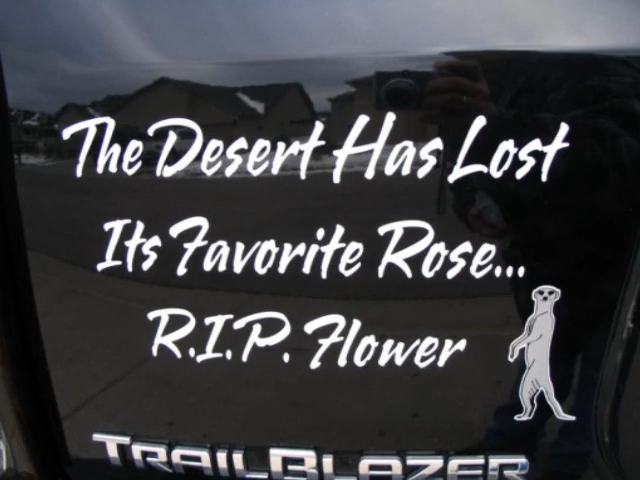 The Desert Has Lost
Its Favorite Rose...
R.I.P. Flower
TRAILBLAZER